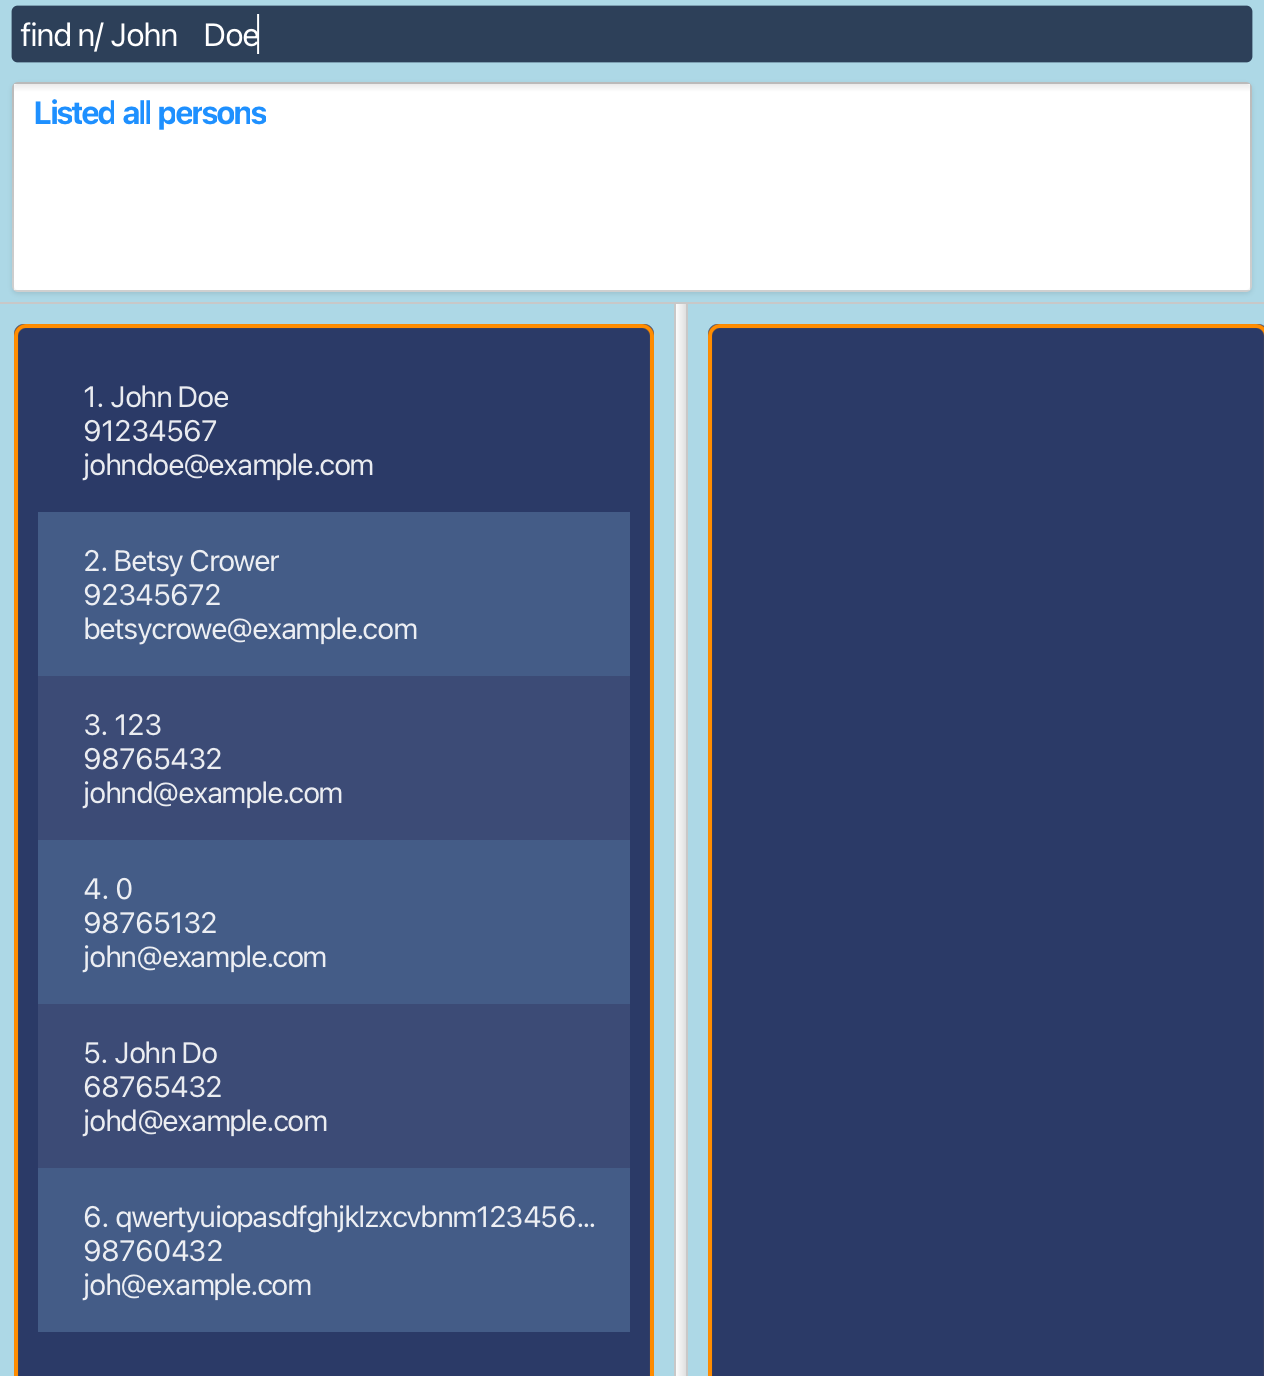 find n/ John    Doe
Listed all persons
1. John Doe
91234567
johndoe@example.com
2. Betsy Crower
92345672
betsycrowe@example.com
3. 123
98765432
johnd@example.com
4. 0
98765132
john@example.com
5. John Do
68765432
johd@example.com
6. qwertyuiopasdfghjklzxcvbnm123456...
98760432
joh@example.com